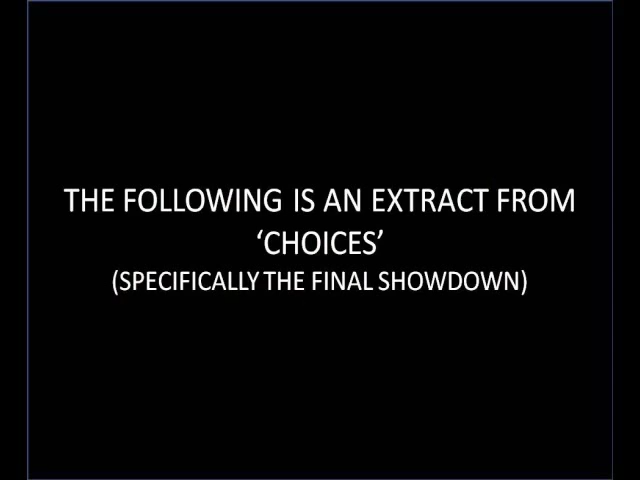 THE FOLLOWING IS AN EXTRACT FROM
‘CHOICES’
(SPECIFICALLY THE FINAL SHOWDOWN)